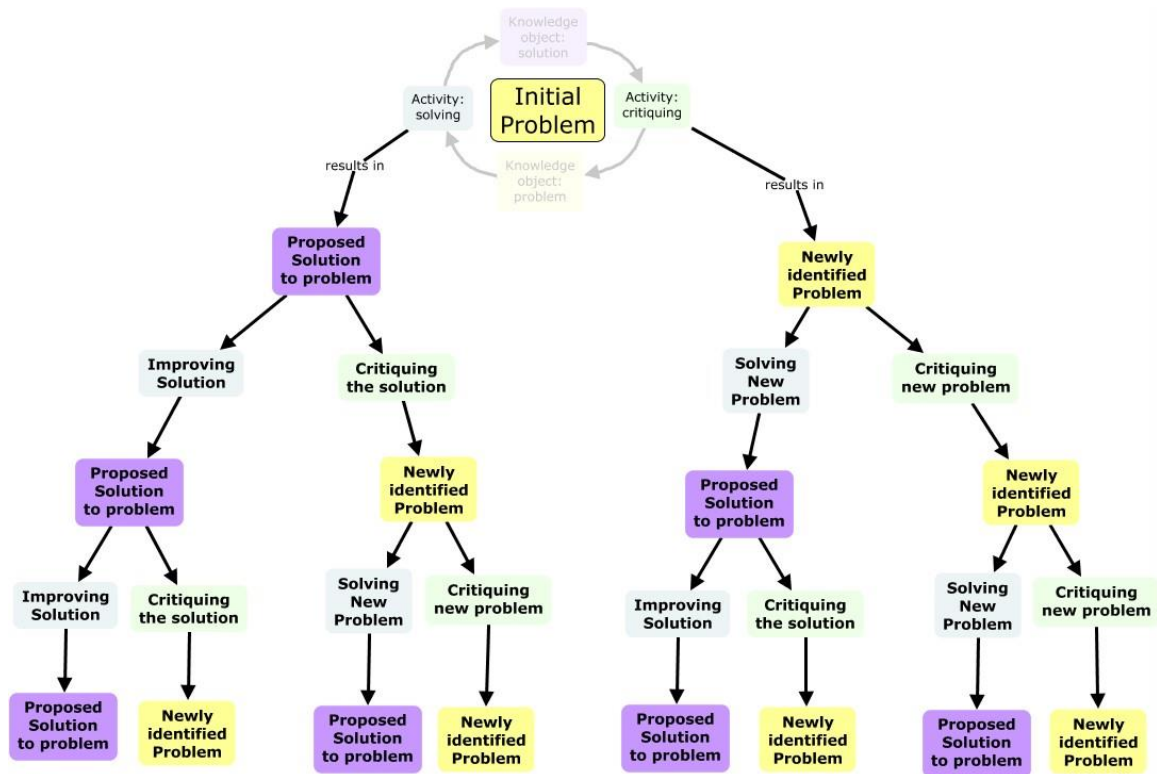 Knowledge
object:
solution
Activity:
solving
Initial
Problem
Activity:
critiquing
Knowledge
object:
problem
results in
results in
Proposed
Solution
to problem
Newly
identified
Problem
Improving
Solution
Critiquing
the solution
Solving
New
Problem
Critiquing
new problem
Proposed
Solution
to problem
Newly
identified
Problem
Proposed
Solution
to problem
Newly
identified
Problem
Improving
Solution
Critiquing
the solution
Solving
New
Problem
Critiquing
new problem
Improving
Solution
Critiquing
the solution
Solving
New
Problem
Critiquing
new problem
Proposed
Solution
to problem
Newly
identified
Problem
Proposed
Solution
to problem
Newly
identified
Problem
Proposed
Solution
to problem
Newly
identified
Problem
Proposed
Solution
to problem
Newly
identified
Problem